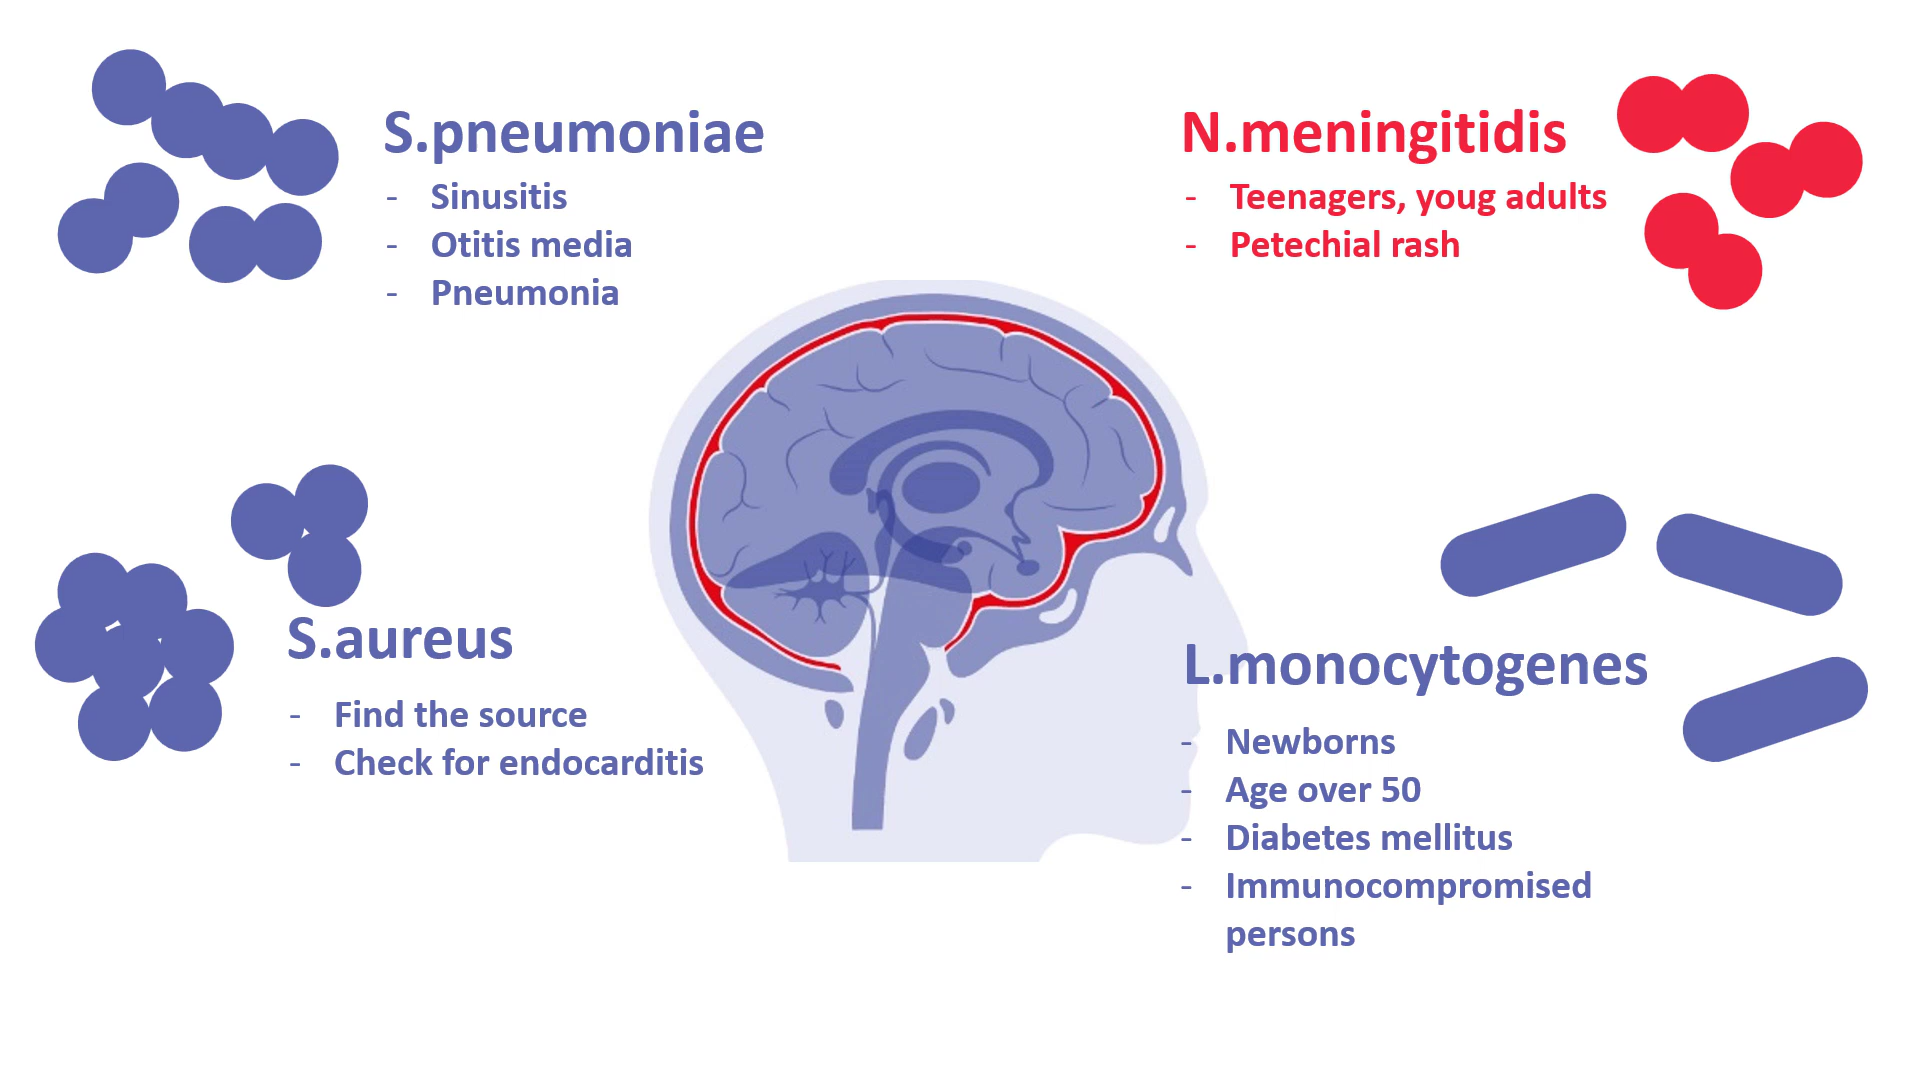 S.pneumoniae
- Sinusitis
- Otitis media
- Pneumonia
N.meningitidis
- Teenagers, youg adults
- Petechial rash
S.aureus
- Find the source
- Check for endocarditis
L.monocytogenes
- Newborns
- Age over 50
- Diabetes mellitus
- Immunocompromised
persons